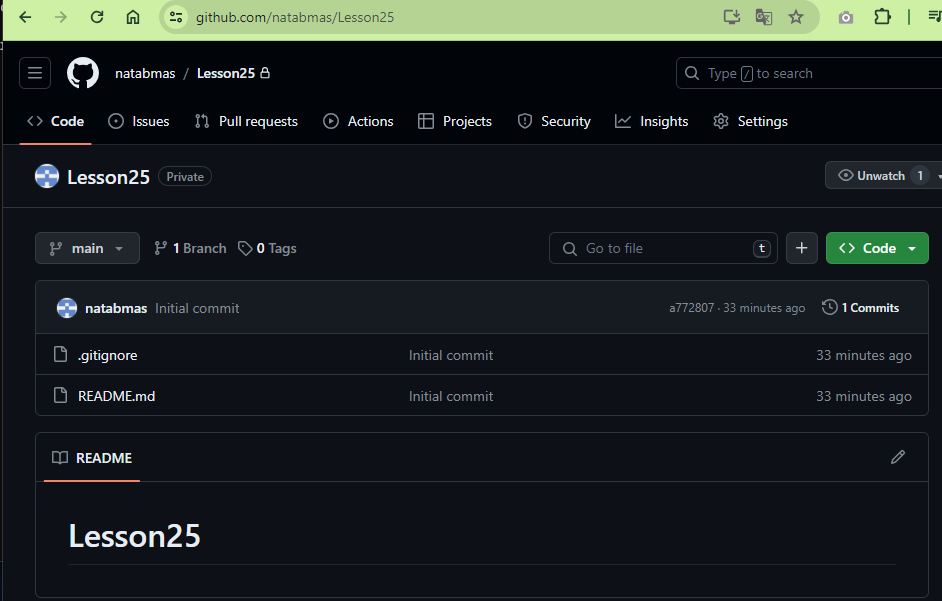 github.com/natabmas/Lesson25
natabmas / Lesson25
Type / to search
Code Issues Pull requests Actions Projects Security Insights Settings
Lesson25 Private
Unwatch 1
main 1 Branch 0 Tags
Go to file t + Code
natabmas Initial commit a772807 · 33 minutes ago 1 Commits
.gitignore Initial commit 33 minutes ago
README.md Initial commit 33 minutes ago
README
Lesson25